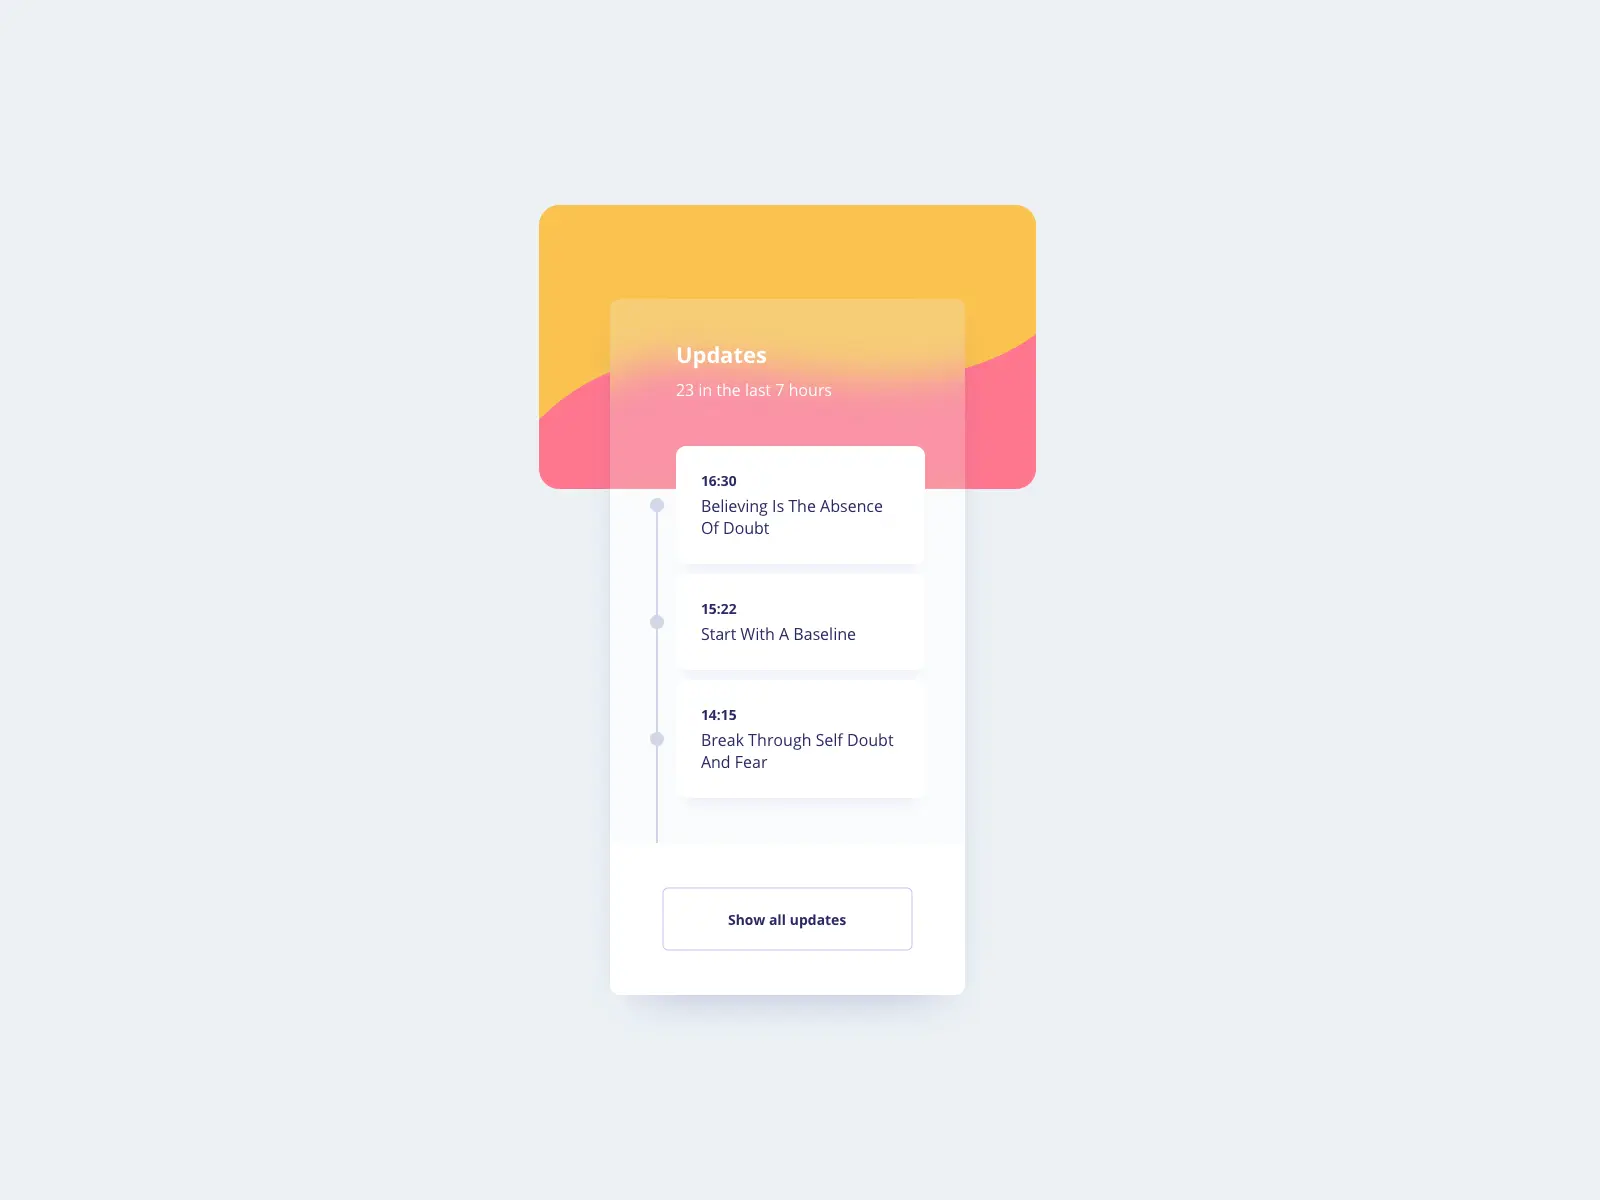 Updates
23 in the last 7 hours
16:30
Believing Is The Absence
Of Doubt
15:22
Start With A Baseline
14:15
Break Through Self Doubt
And Fear
Show all updates